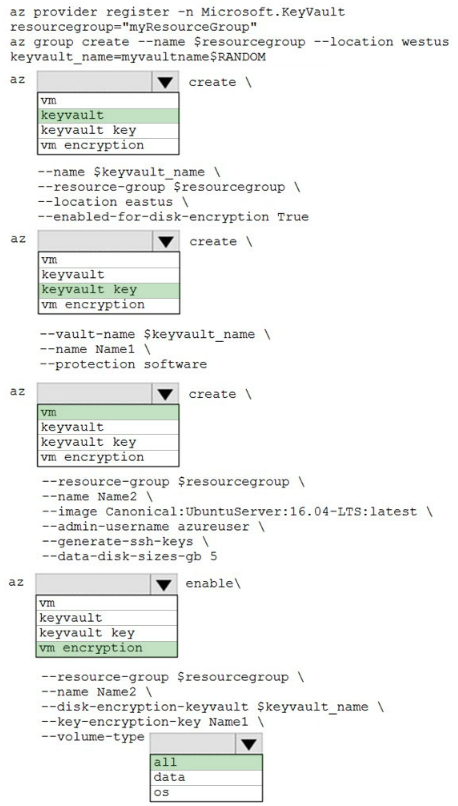 az provider register -n Microsoft.KeyVault
resourcegroup="myResourceGroup"
az group create --name $resourcegroup --location westus
keyvault_name=myvaultname$RANDOM
az create \
vm
keyvault
keyvault key
vm encryption
--name $keyvault_name \
--resource-group $resourcegroup \
--location eastus \
--enabled-for-disk-encryption True
az create \
vm
keyvault
keyvault key
vm encryption
--vault-name $keyvault_name \
--name Name1 \
--protection software
az create \
vm
keyvault
keyvault key
vm encryption
--resource-group $resourcegroup \
--name Name2 \
--image Canonical:UbuntuServer:16.04-LTS:latest \
--admin-username azureuser \
--generate-ssh-keys \
--data-disk-sizes-gb 5
az enable\
vm
keyvault
keyvault key
vm encryption
--resource-group $resourcegroup \
--name Name2 \
--disk-encryption-keyvault $keyvault_name \
--key-encryption-key Name1 \
--volume-type
all
data
os